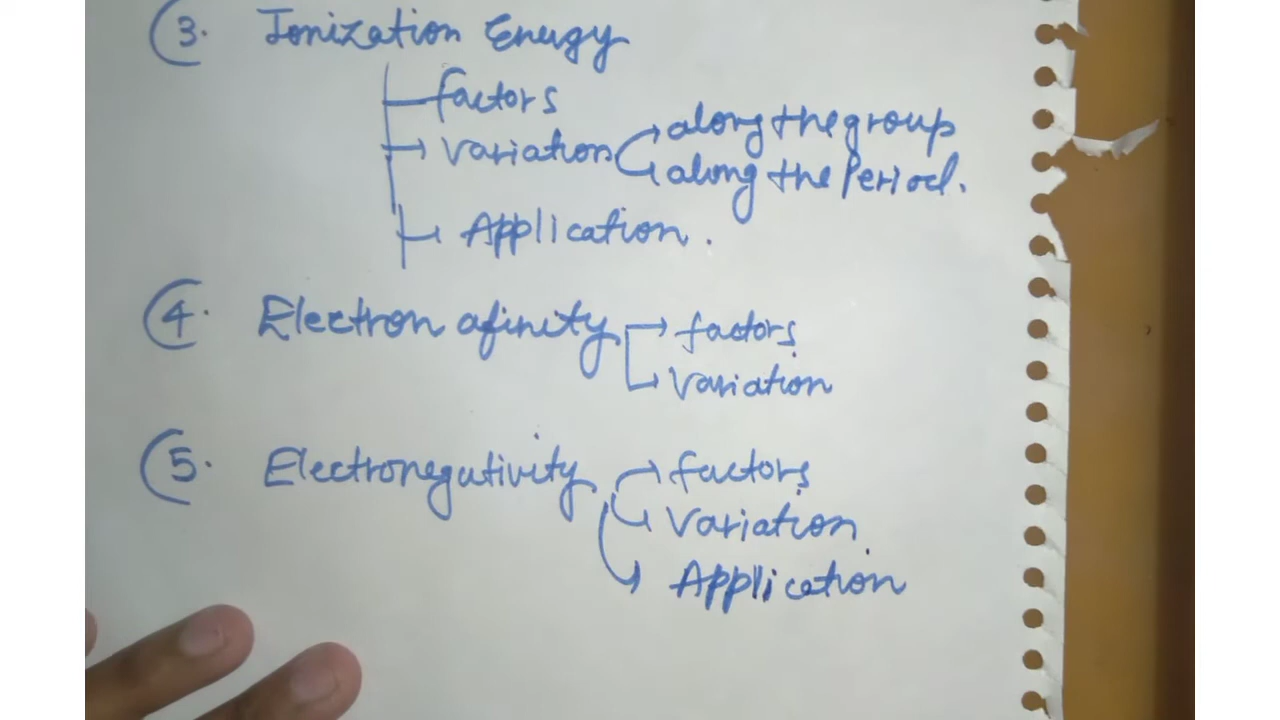 3. Ionization Energy
factors
variation along the group
along the Period.
Application.
4. Electron afinity factors
Variation
5. Electronegativity factors
Variation
Application